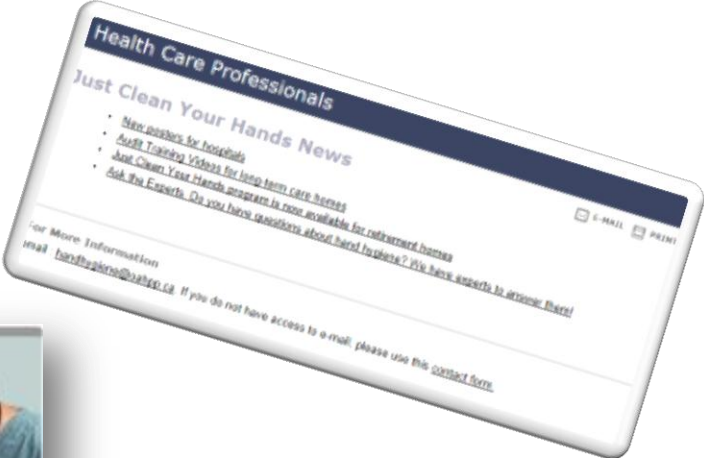 Health Care Professionals
Just Clean Your Hands News
E-MAIL PRINT
• New posters for hospitals
• Audit Training Videos for long-term care homes
• Just Clean Your Hands program is now available for retirement homes
• Ask the Experts. Do you have questions about hand hygiene? We have experts to answer them!
For More Information
email : handhygiene@oahpp.ca. If you do not have access to e-mail, please use this contact form.